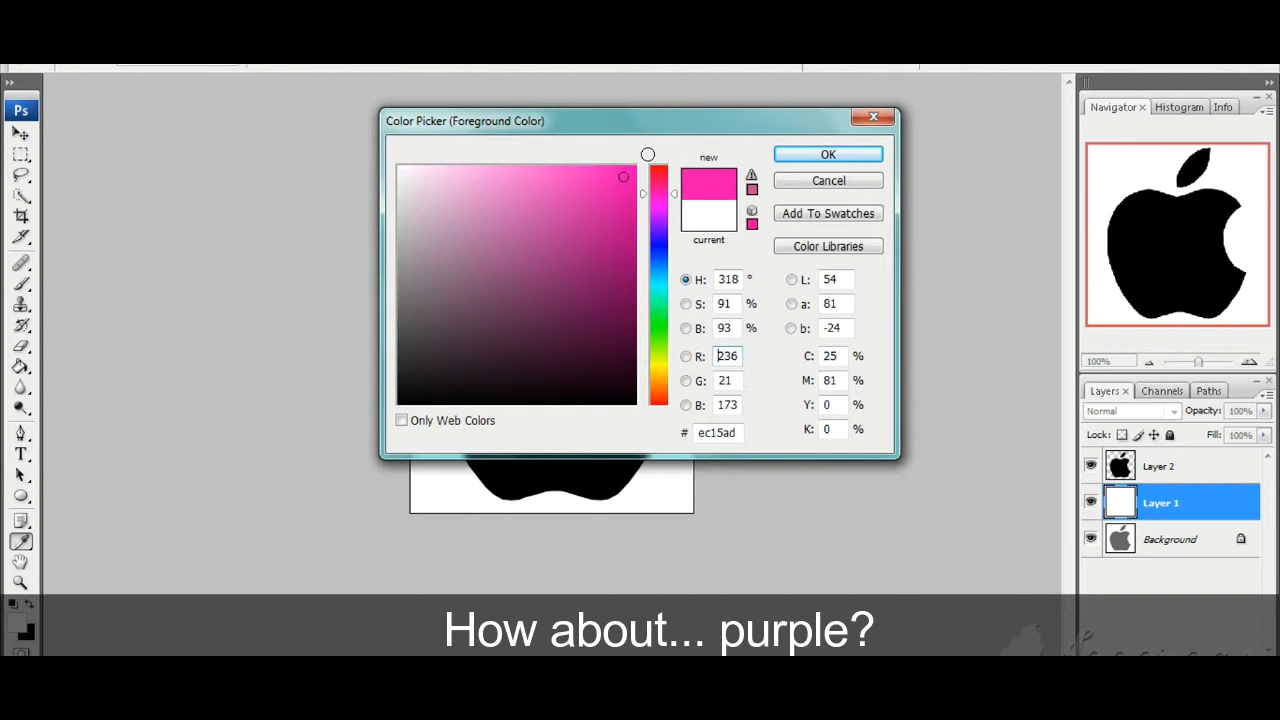 Color Picker (Foreground Color)
new
current
OK
Cancel
Add To Swatches
Color Libraries
H: 318 °
S: 91 %
B: 93 %
R: 236
G: 21
B: 173
# ec15ad
L: 54
a: 81
b: -24
C: 25 %
M: 81 %
Y: 0 %
K: 0 %
Only Web Colors
Ps
T
Navigator Histogram Info
100%
Layers Channels Paths
Normal Opacity: 100%
Lock: Fill: 100%
Layer 2
Layer 1
Background
How about... purple?